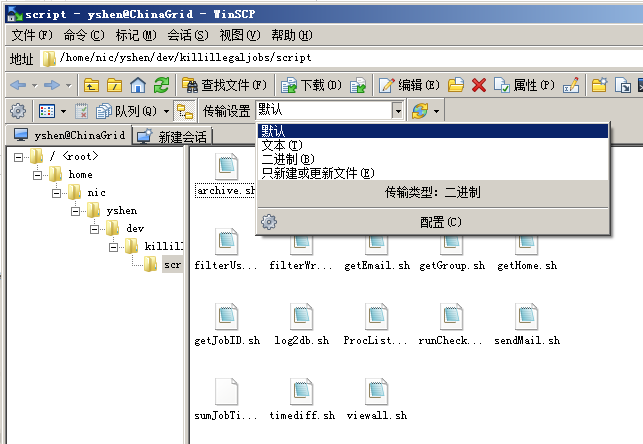 script - yshen@ChinaGrid - WinSCP
文件(F) 命令(C) 标记(M) 会话(S) 视图(V) 帮助(H)
地址 /home/nic/yshen/dev/killillegaljobs/script
查找文件(F) 下载(D) 编辑(E) 属性(P)
队列(Q) 传输设置 默认
yshen@ChinaGrid 新建会话
默认
文本(T)
二进制(B)
只新建或更新文件(E)
传输类型: 二进制
配置(C)
/ <root>
home
nic
yshen
dev
killill
scr
archive.sh
filterUs... filterWr... getEmail.sh getGroup.sh getHome.sh
getJobID.sh log2db.sh ProcList... runCheck... sendMail.sh
sumJobTi... timediff.sh viewall.sh